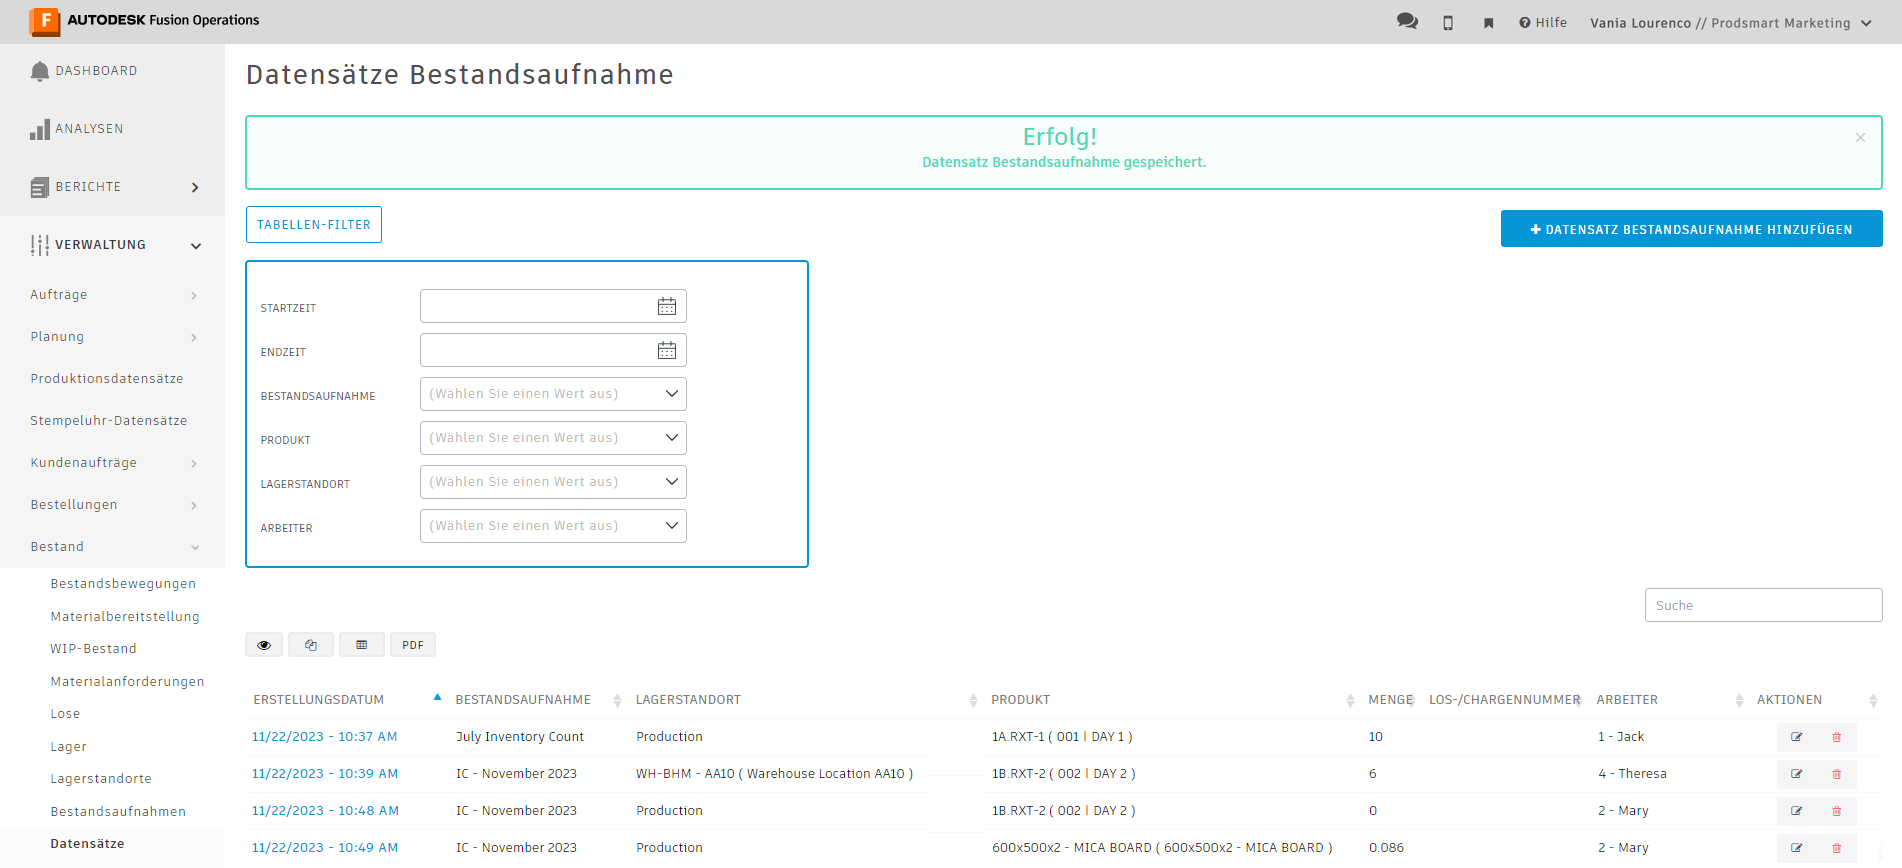 AUTODESK Fusion Operations
Hilfe
Vania Lourenco // Prodsmart Marketing
DASHBOARD
ANALYSEN
BERICHTE
VERWALTUNG
Aufträge
Planung
Produktionsdatensätze
Stempeluhr-Datensätze
Kundenaufträge
Bestellungen
Bestand
Bestandsbewegungen
Materialbereitstellung
WIP-Bestand
Materialanforderungen
Lose
Lager
Lagerstandorte
Bestandsaufnahmen
Datensätze
Datensätze Bestandsaufnahme
Erfolg!
Datensatz Bestandsaufnahme gespeichert.
×
TABELLEN-FILTER
+ DATENSATZ BESTANDSAUFNAHME HINZUFÜGEN
STARTZEIT
ENDZEIT
BESTANDSAUFNAHME (Wählen Sie einen Wert aus)
PRODUKT (Wählen Sie einen Wert aus)
LAGERSTANDORT (Wählen Sie einen Wert aus)
ARBEITER (Wählen Sie einen Wert aus)
Suche
PDF
ERSTELLUNGSDATUM BESTANDSAUFNAHME LAGERSTANDORT PRODUKT MENGE LOS-/CHARGENNUMMER ARBEITER AKTIONEN
11/22/2023 - 10:37 AM July Inventory Count Production 1A.RXT-1 ( 001 | DAY 1 ) 10 1 - Jack
11/22/2023 - 10:39 AM IC - November 2023 WH-BHM - AA10 ( Warehouse Location AA10 ) 1B.RXT-2 ( 002 | DAY 2 ) 6 4 - Theresa
11/22/2023 - 10:48 AM IC - November 2023 Production 1B.RXT-2 ( 002 | DAY 2 ) 0 2 - Mary
11/22/2023 - 10:49 AM IC - November 2023 Production 600x500x2 - MICA BOARD ( 600x500x2 - MICA BOARD ) 0.086 2 - Mary